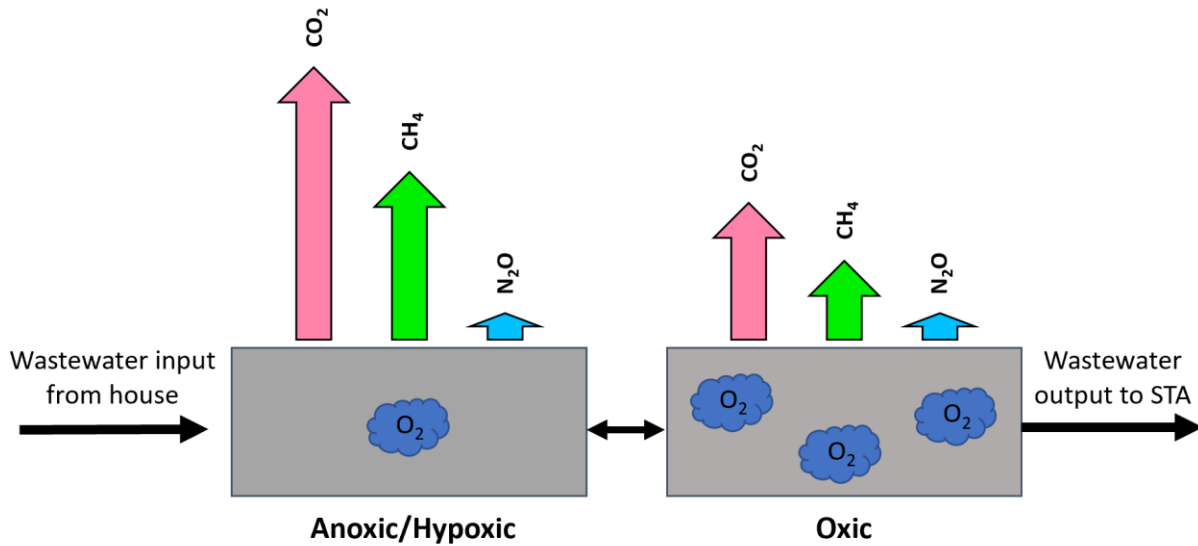 CO₂
CH₄
N₂O
CO₂
CH₄
N₂O
Wastewater input
from house
O₂
O₂
O₂
O₂
Wastewater
output to STA
Anoxic/Hypoxic
Oxic